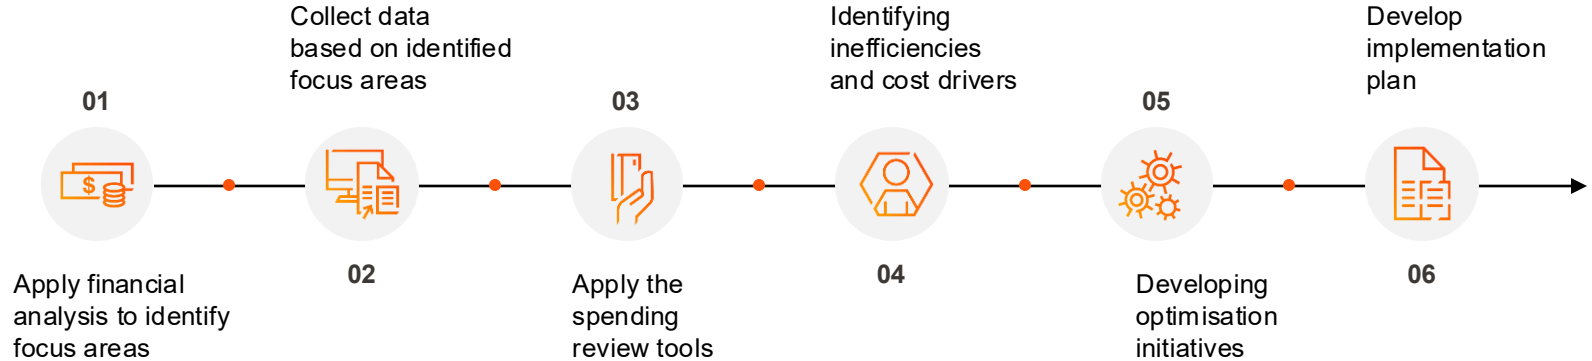 01
Apply financial
analysis to identify
focus areas
$
Collect data
based on identified
focus areas
02
03
Apply the
spending
review tools
Identifying
inefficiencies
and cost drivers
04
05
Developing
optimisation
initiatives
Develop
implementation
plan
06